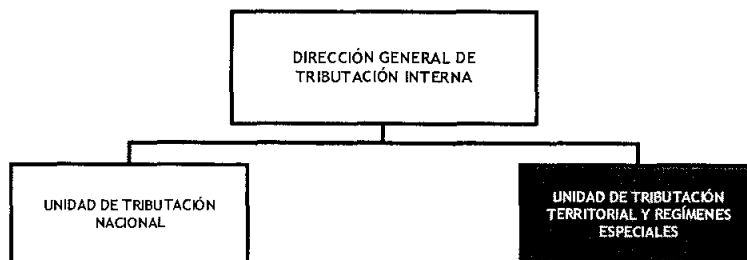 DIRECCIÓN GENERAL DE
TRIBUTACIÓN INTERNA
UNIDAD DE TRIBUTACIÓN
NACIONAL
UNIDAD DE TRIBUTACIÓN
TERRITORIAL Y REGÍMENES
ESPECIALES